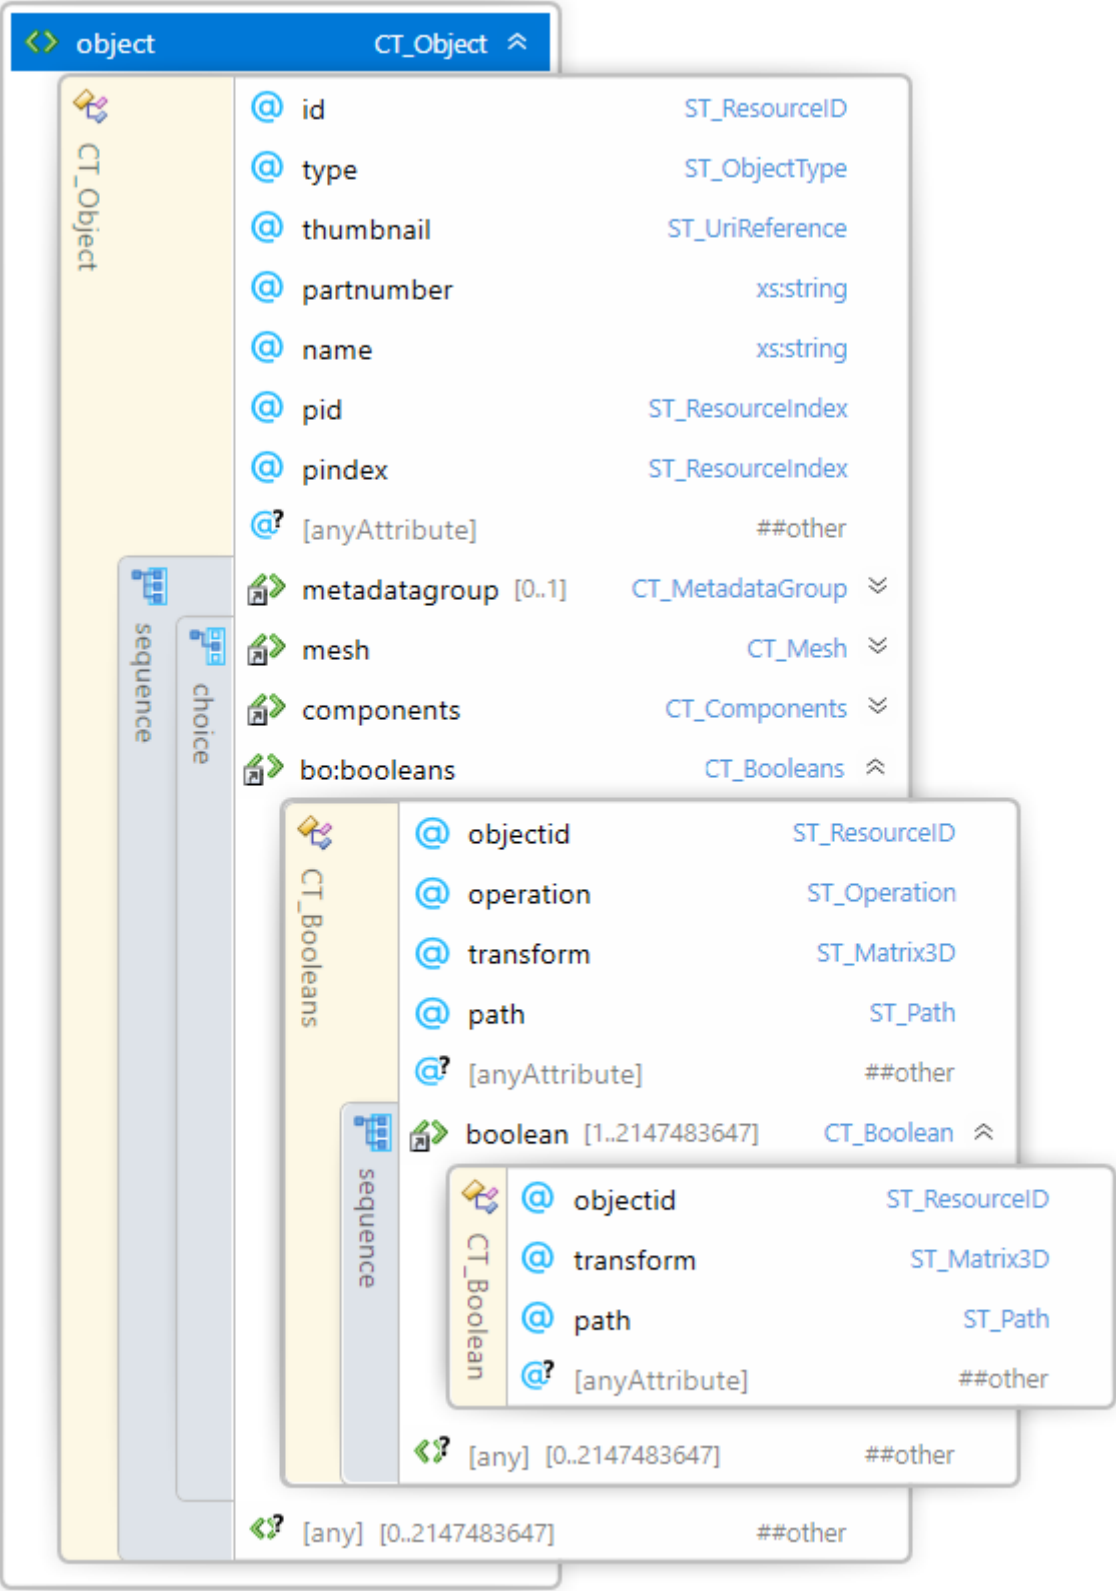 object CT_Object
CT_Object
@ id ST_ResourceID
@ type ST_ObjectType
@ thumbnail ST_UriReference
@ partnumber xs:string
@ name xs:string
@ pid ST_ResourceIndex
@ pindex ST_ResourceIndex
@? [anyAttribute] ##other
sequence
metadatagroup [0..1] CT_MetadataGroup
choice
mesh CT_Mesh
components CT_Components
bo:booleans CT_Booleans
CT_Booleans
@ objectid ST_ResourceID
@ operation ST_Operation
@ transform ST_Matrix3D
@ path ST_Path
@? [anyAttribute] ##other
sequence
boolean [1..2147483647] CT_Boolean
CT_Boolean
@ objectid ST_ResourceID
@ transform ST_Matrix3D
@ path ST_Path
@? [anyAttribute] ##other
? [any] [0..2147483647] ##other
? [any] [0..2147483647] ##other